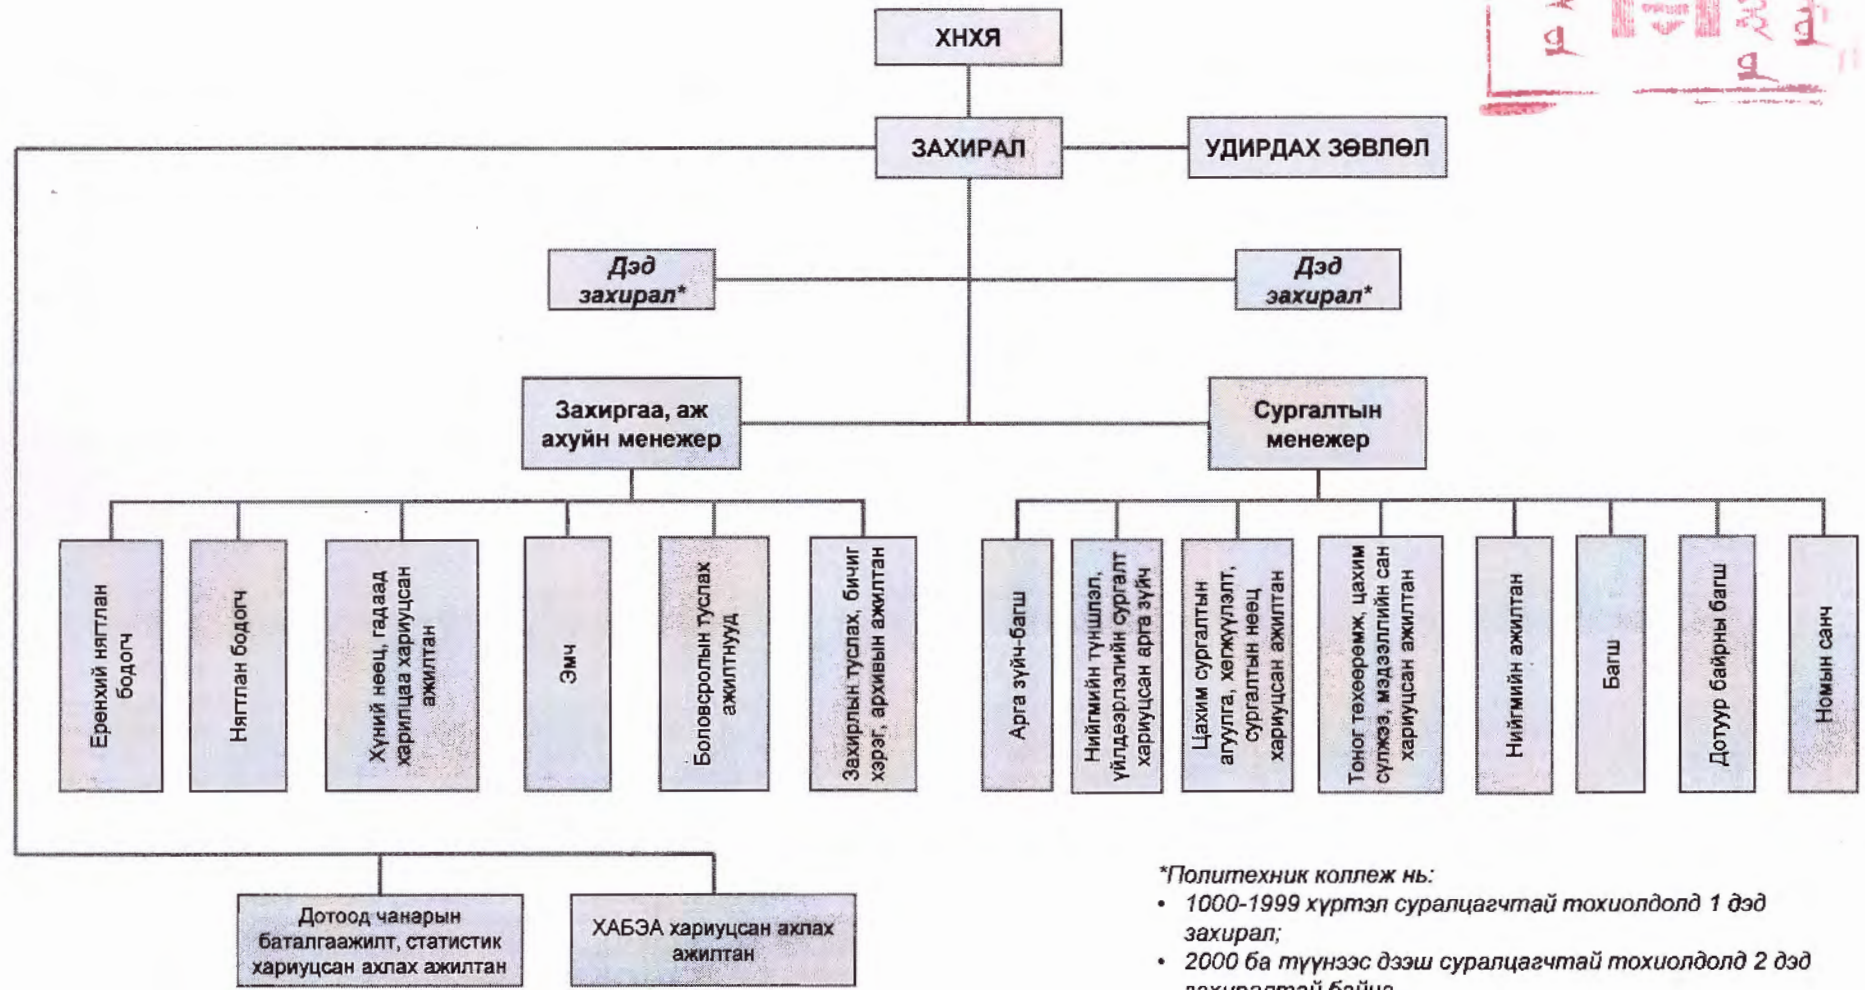 ХНХЯ
ЗАХИРАЛ
УДИРДАХ ЗӨВЛӨЛ
Дэд
захирал*
Дэд
захирал*
Захиргаа, аж
ахуйн менежер
Сургалтын
менежер
Ерөнхий нягтлан
бодогч
Нягтлан бодогч
Хүний нөөц, гадаад
харилцаа хариуцсан
ажилтан
Эмч
Боловсролын туслах
ажилтнууд
Захирлын туслах, бичиг
хэрэг, архивын ажилтан
Арга зүйч-багш
Нийгмийн түншлэл,
үйлдвэрлэлийн сургалт
хариуцсан арга зүйч
Цахим сургалтын
агуулга, хөгжүүлэлт,
сургалтын нөөц
хариуцсан ажилтан
Тоног төхөөрөмж, цахим
сүлжээ, мэдээллийн сан
хариуцсан ажилтан
Нийгмийн ажилтан
Багш
Дотуур байрны багш
Номын санч
Дотоод чанарын
баталгаажилт, статистик
хариуцсан ахлах ажилтан
ХАБЭА хариуцсан ахлах
ажилтан
*Политехник коллеж нь:
• 1000-1999 хүртэл суралцагчтай тохиолдолд 1 дэд
захирал;
• 2000 ба түүнээс дээш суралцагчтай тохиолдолд 2 дэд
захиралтай байна.